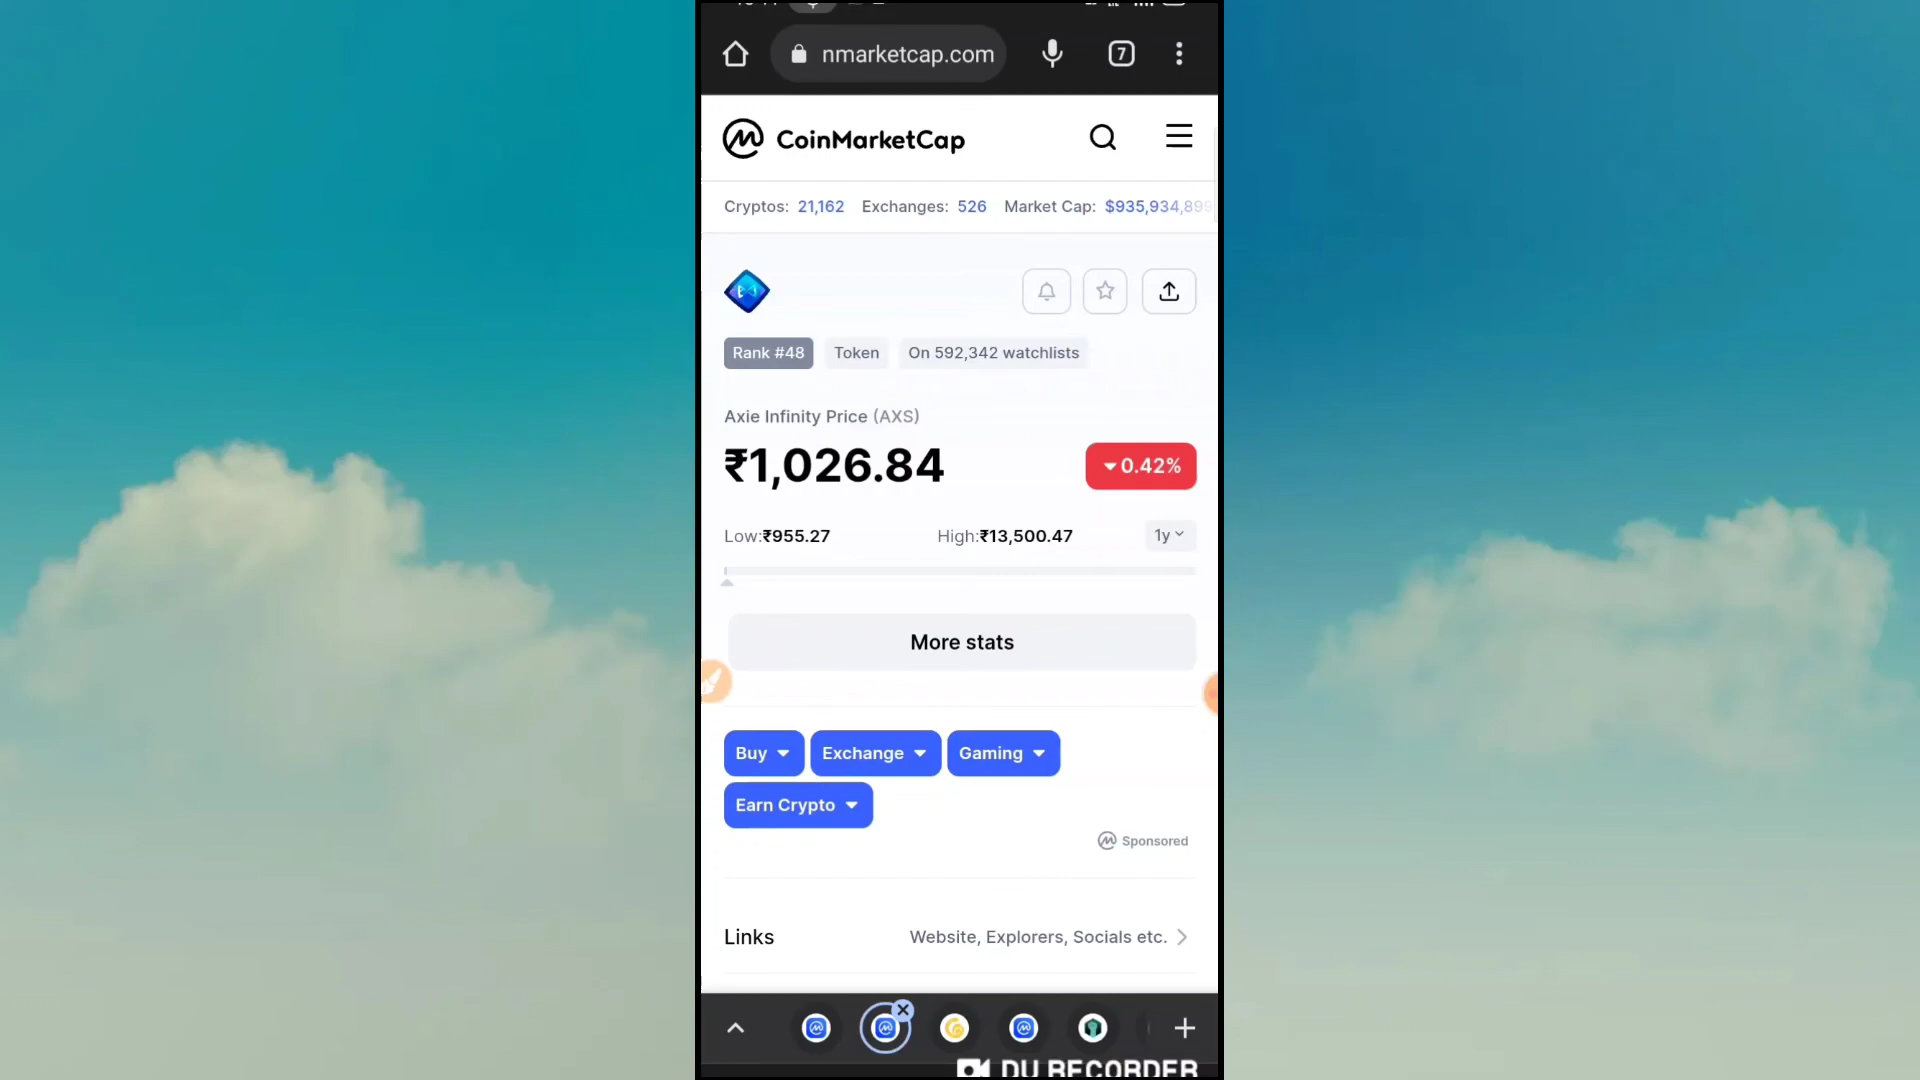 nmarketcap.com
7
CoinMarketCap
Cryptos: 21,162 Exchanges: 526 Market Cap: $935,934,899
Rank #48 Token On 592,342 watchlists
Axie Infinity Price (AXS)
₹1,026.84
0.42%
Low:₹955.27 High:₹13,500.47 1y
More stats
Buy Exchange Gaming
Earn Crypto
Sponsored
Links Website, Explorers, Socials etc.
DU RECORDER